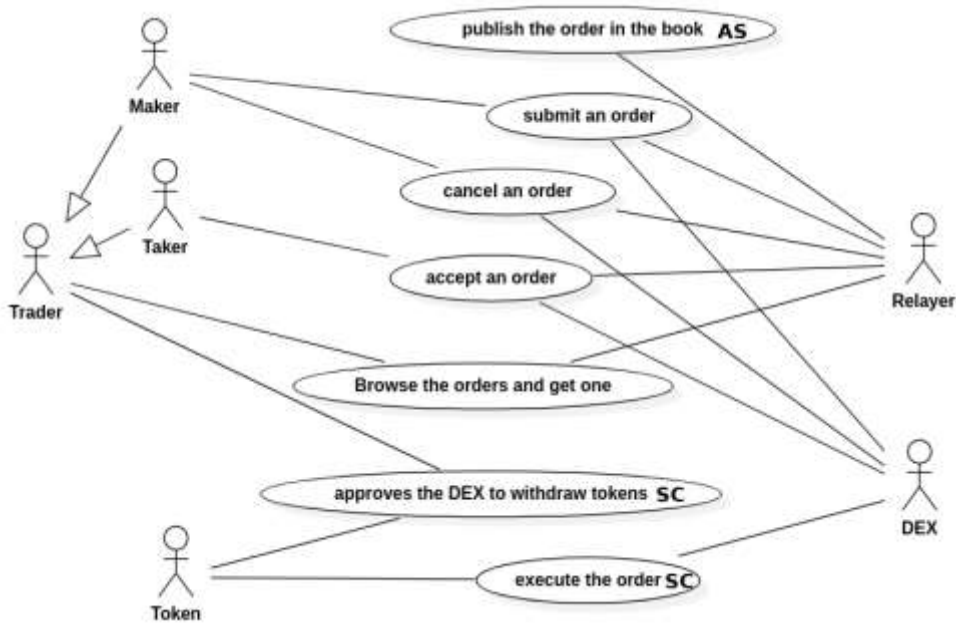 publish the order in the book AS
Maker
submit an order
cancel an order
Taker
accept an order
Trader
Relayer
Browse the orders and get one
approves the DEX to withdraw tokens SC
DEX
execute the order SC
Token